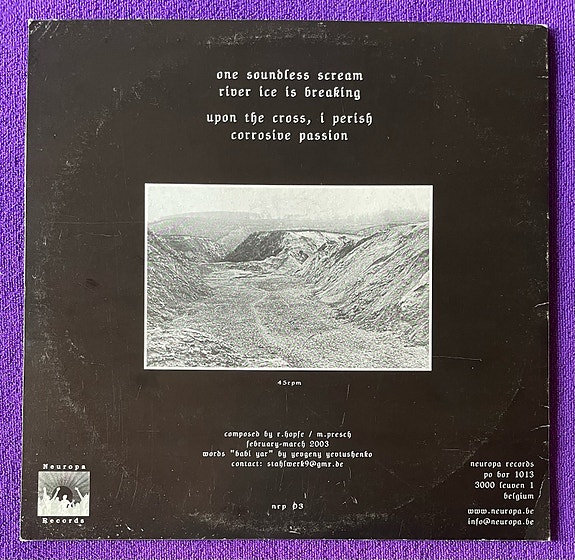 one soundless scream
river ice is breaking
upon the cross, i perish
corrosive passion
45rpm
composed by r.hopfe / m.presch
february-march 2003
words "babi yar" by yevgeny yevtushenko
contact: stahlwerk9@gmx.de
Neuropa
Records
nrp 03
neuropa records
po box 1013
3000 leuven 1
belgium
www.neuropa.be
info@neuropa.be